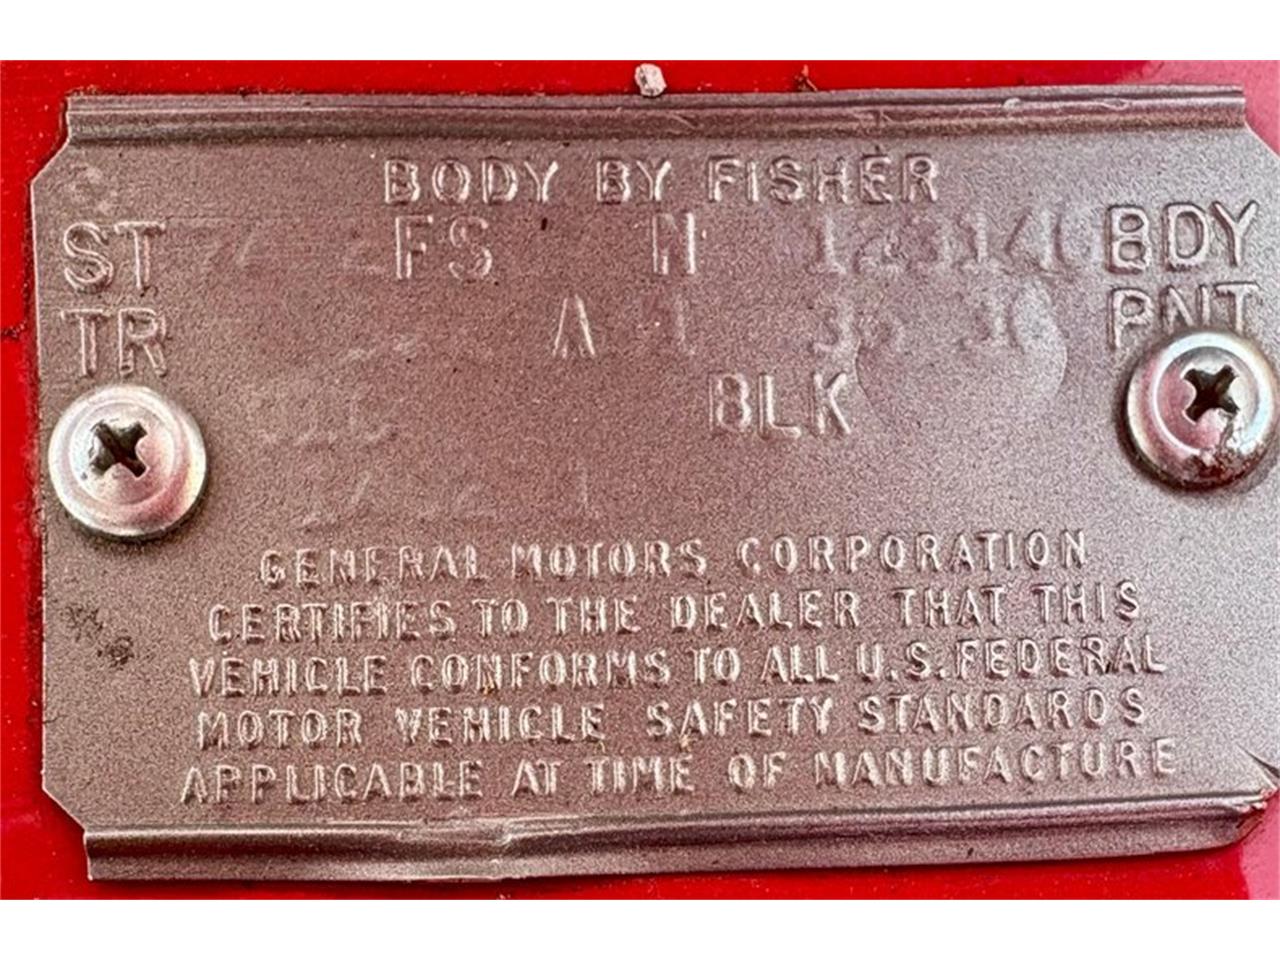 BODY BY FISHER
ST FS N BDY
TR A PNT
BLK
GENERAL MOTORS CORPORATION
CERTIFIES TO THE DEALER THAT THIS
VEHICLE CONFORMS TO ALL U.S. FEDERAL
MOTOR VEHICLE SAFETY STANDARDS
APPLICABLE AT TIME OF MANUFACTURE